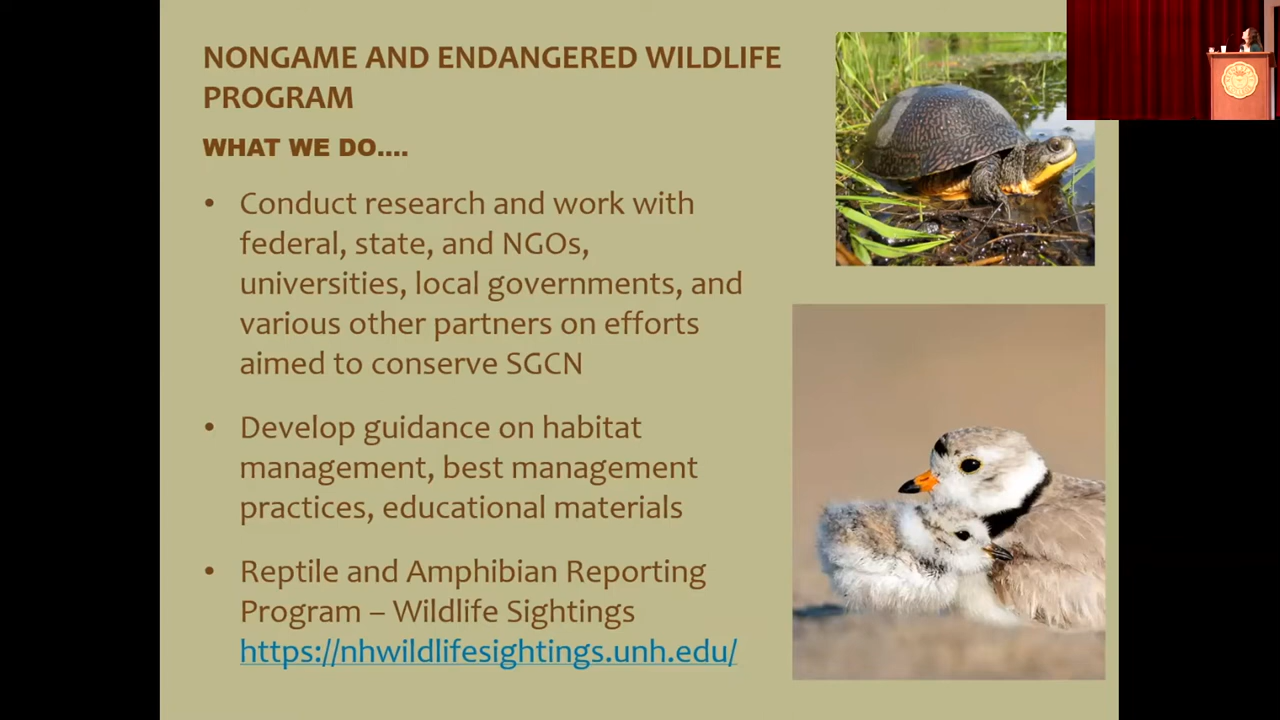 NONGAME AND ENDANGERED WILDLIFE
PROGRAM
WHAT WE DO....
• Conduct research and work with
federal, state, and NGOs,
universities, local governments, and
various other partners on efforts
aimed to conserve SGCN
• Develop guidance on habitat
management, best management
practices, educational materials
• Reptile and Amphibian Reporting
Program – Wildlife Sightings
https://nhwildlifesightings.unh.edu/